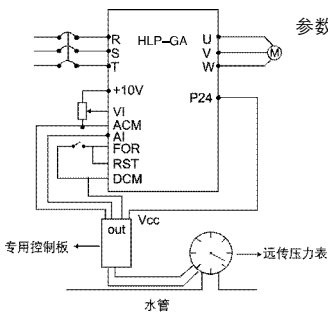 参数
R HLP-GA U
S V
T W M
+10V P24
VI
ACM
AI
FOR
RST
DCM
Vcc
out
专用控制板
远传压力表
水管